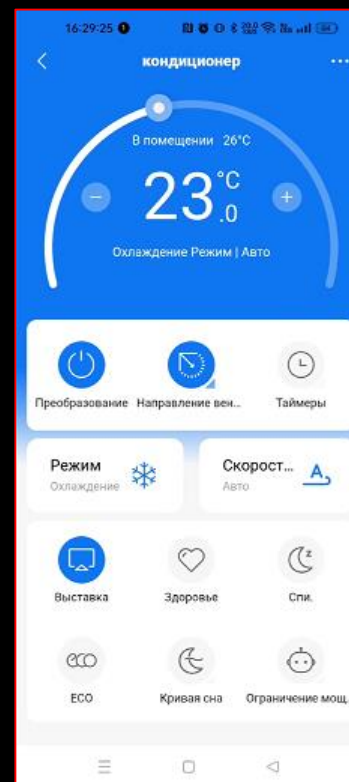 16:29:25
кондиционер
В помещении 26°C
23.0°C
Охлаждение Режим | Авто
Преобразование Направление вен... Таймеры
Режим
Охлаждение
Скорост...
Авто
A
Выставка Здоровье Спи.
ECO Кривая сна Ограничение мощ.